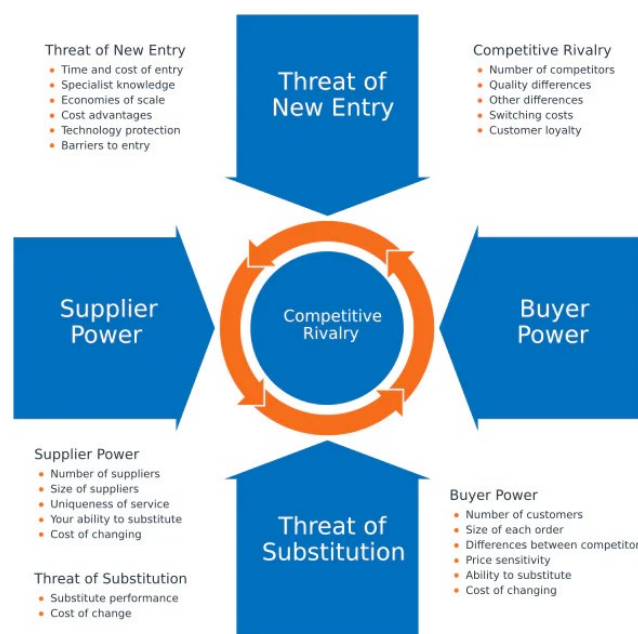 Threat of New Entry
Time and cost of entry
Specialist knowledge
Economies of scale
Cost advantages
Technology protection
Barriers to entry
Threat of
New Entry
Competitive Rivalry
Number of competitors
Quality differences
Other differences
Switching costs
Customer loyalty
Supplier
Power
Competitive
Rivalry
Buyer
Power
Supplier Power
Number of suppliers
Size of suppliers
Uniqueness of service
Your ability to substitute
Cost of changing
Threat of Substitution
Substitute performance
Cost of change
Threat of
Substitution
Buyer Power
Number of customers
Size of each order
Differences between competitor
Price sensitivity
Ability to substitute
Cost of changing